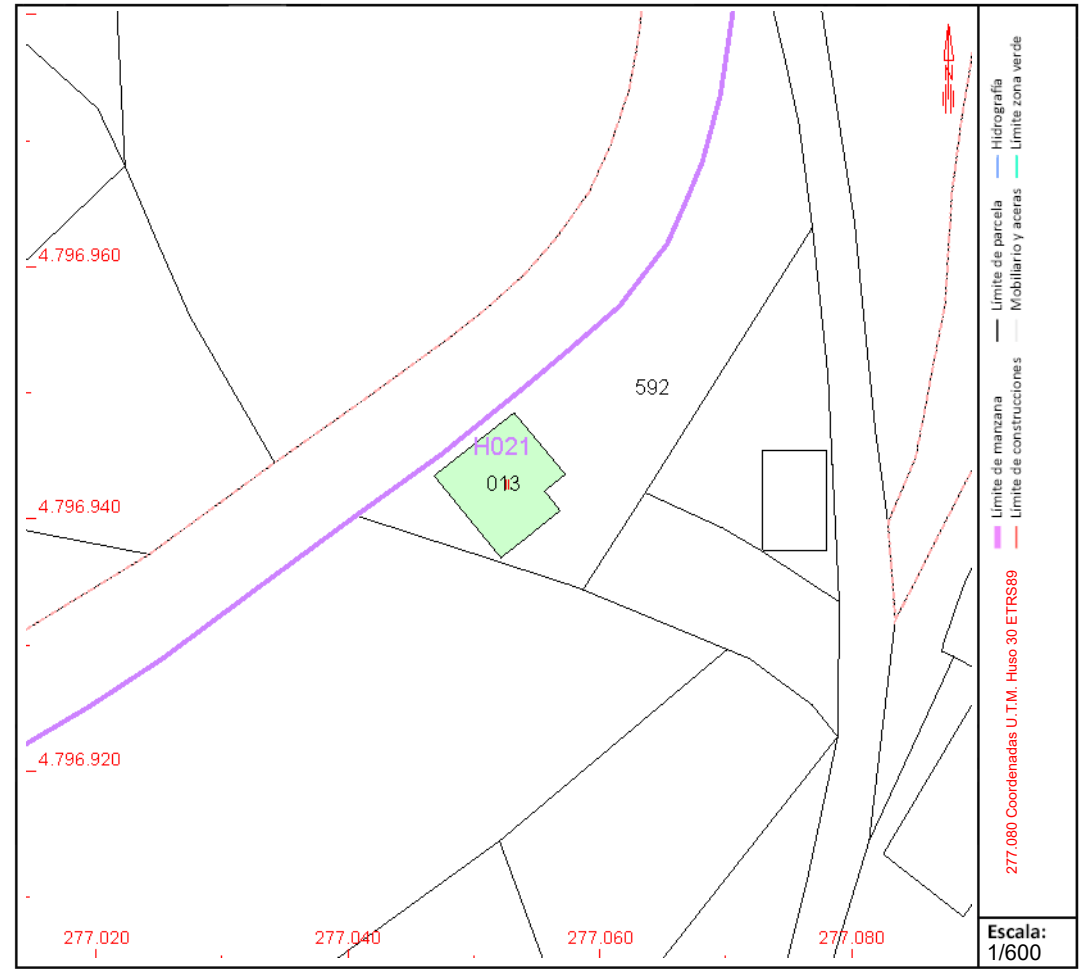 4.796.960
592
H021
013
4.796.940
4.796.920
277.020
277.040
277.060
277.080
N
Límite de manzana
Límite de parcela
Hidrografía
Límite de construcciones
Mobiliario y aceras
Límite zona verde
277.080 Coordenadas U.T.M. Huso 30 ETRS89
Escala:
1/600